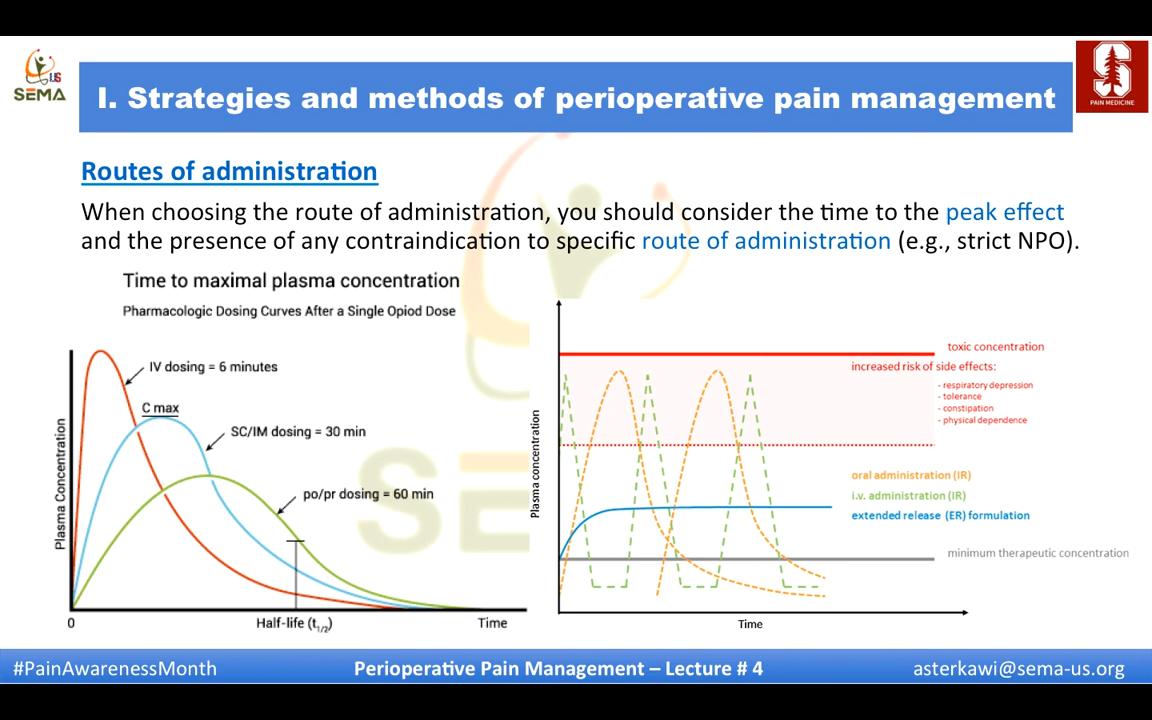 US
SEMA
I. Strategies and methods of perioperative pain management
PAIN MEDICINE
Routes of administration
When choosing the route of administration, you should consider the time to the peak effect
and the presence of any contraindication to specific route of administration (e.g., strict NPO).
Time to maximal plasma concentration
Pharmacologic Dosing Curves After a Single Opiod Dose
IV dosing = 6 minutes
C max
SC/IM dosing = 30 min
po/pr dosing = 60 min
Plasma Concentration
0
Half-life (t1/2)
Time
toxic concentration
increased risk of side effects:
- respiratory depression
- tolerance
- constipation
- physical dependence
Plasma concentration
oral administration (IR)
i.v. administration (IR)
extended release (ER) formulation
minimum therapeutic concentration
Time
#PainAwarenessMonth
Perioperative Pain Management – Lecture # 4
asterkawi@sema-us.org